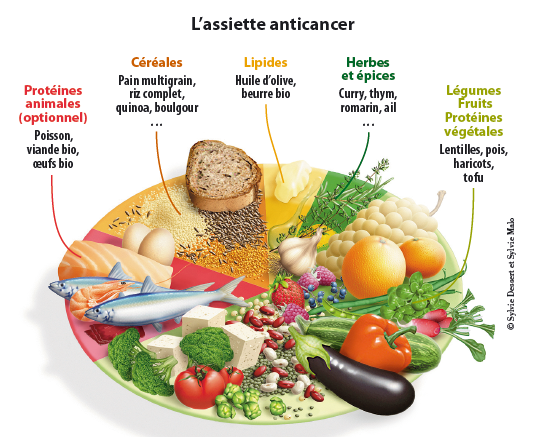 L'assiette anticancer
Protéines
animales
(optionnel)
Poisson,
viande bio,
œufs bio
Céréales
Pain multigrain,
riz complet,
quinoa, boulgour
...
Lipides
Huile d'olive,
beurre bio
Herbes
et épices
Curry, thym,
romarin, ail
...
Légumes
Fruits
Protéines
végétales
Lentilles, pois,
haricots,
tofu
© Sylvie Dessert et Sylvie Malo